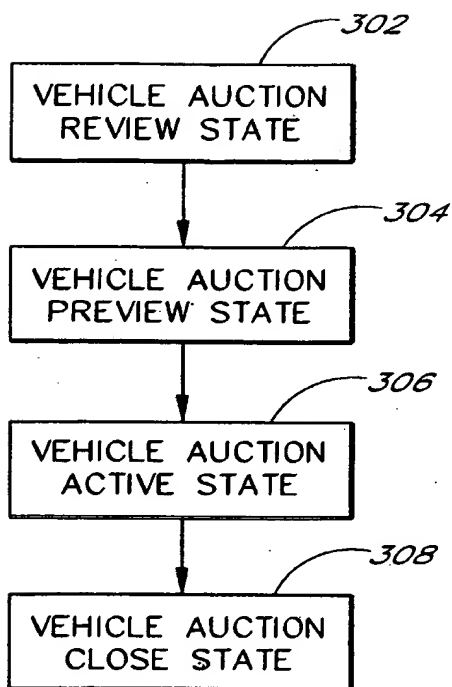 302
VEHICLE AUCTION
REVIEW STATE
304
VEHICLE AUCTION
PREVIEW STATE
306
VEHICLE AUCTION
ACTIVE STATE
308
VEHICLE AUCTION
CLOSE STATE